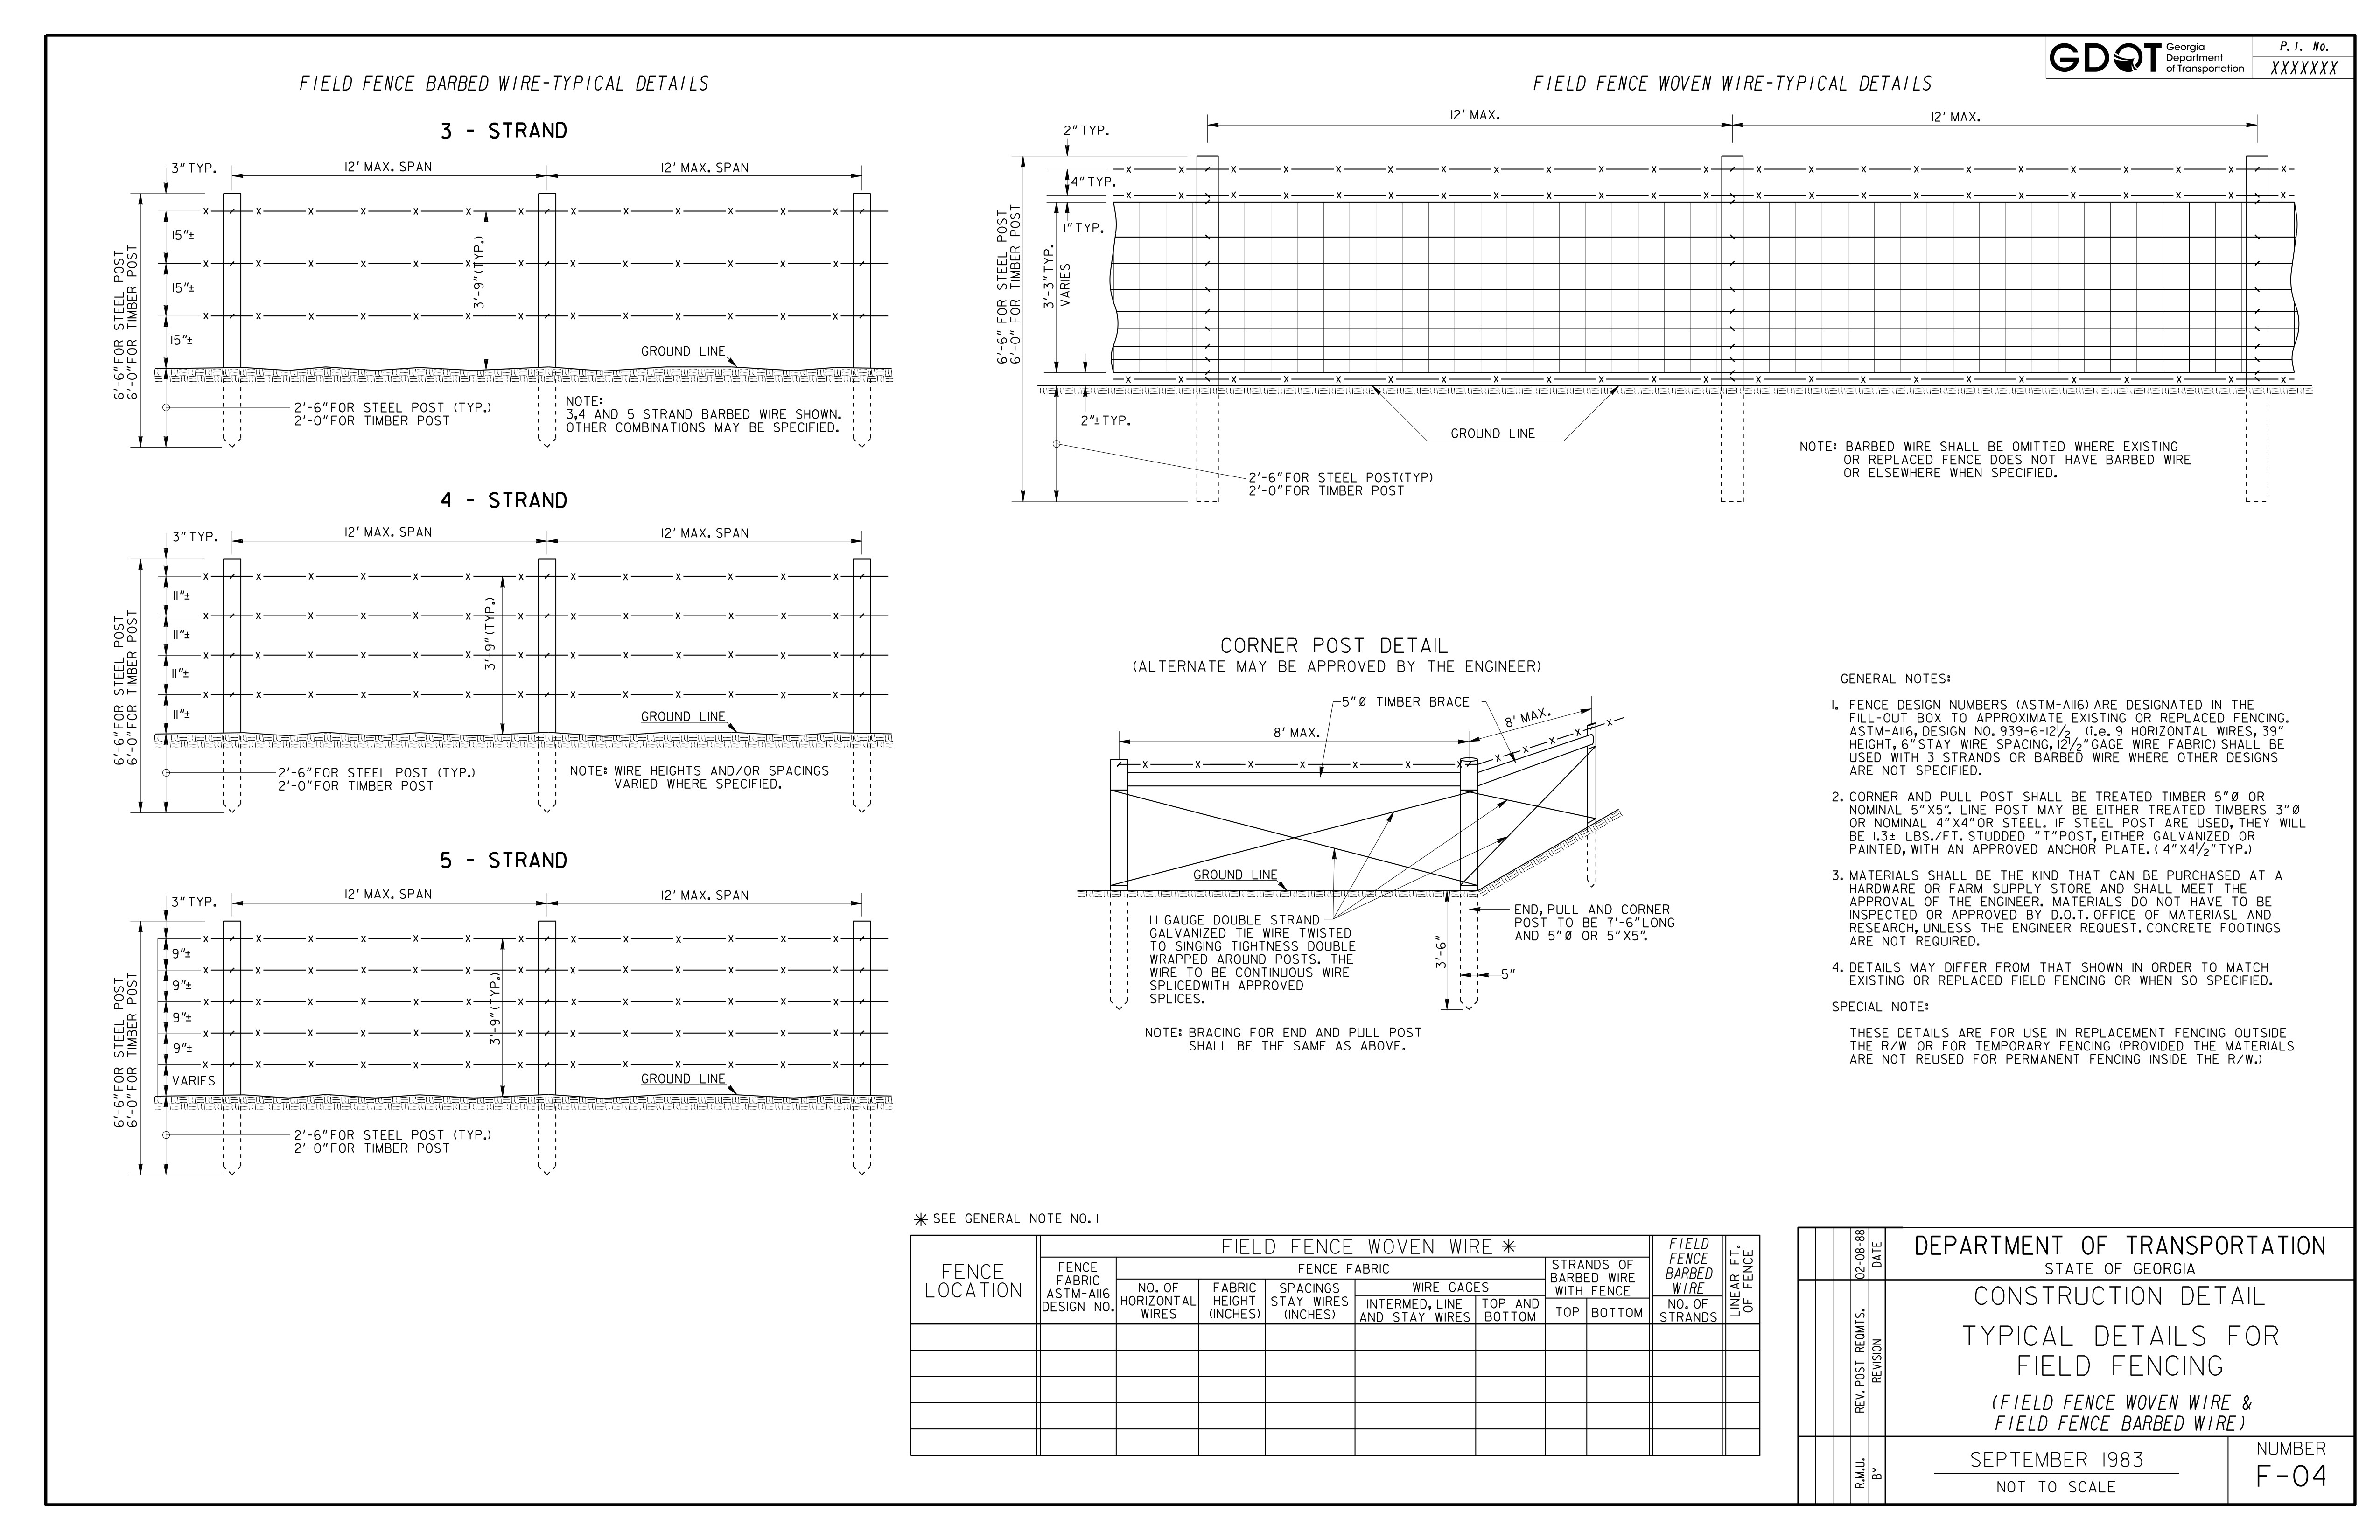 GDOT Georgia
Department
of Transportation
P. I. No.
XXXXXXX
FIELD FENCE BARBED WIRE-TYPICAL DETAILS
3 - STRAND
3" TYP.
12' MAX. SPAN
12' MAX. SPAN
15"±
15"±
15"±
3'-9"(TYP.)
6'-6"FOR STEEL POST
6'-0"FOR TIMBER POST
GROUND LINE
2'-6"FOR STEEL POST (TYP.)
2'-0"FOR TIMBER POST
NOTE:
3,4 AND 5 STRAND BARBED WIRE SHOWN.
OTHER COMBINATIONS MAY BE SPECIFIED.
4 - STRAND
3" TYP.
12' MAX. SPAN
12' MAX. SPAN
11"±
11"±
11"±
11"±
3'-9"(TYP.)
6'-6"FOR STEEL POST
6'-0"FOR TIMBER POST
GROUND LINE
2'-6"FOR STEEL POST (TYP.)
2'-0"FOR TIMBER POST
NOTE: WIRE HEIGHTS AND/OR SPACINGS
VARIED WHERE SPECIFIED.
5 - STRAND
3" TYP.
12' MAX. SPAN
12' MAX. SPAN
9"±
9"±
9"±
9"±
VARIES
3'-9"(TYP.)
6'-6"FOR STEEL POST
6'-0"FOR TIMBER POST
GROUND LINE
2'-6"FOR STEEL POST (TYP.)
2'-0"FOR TIMBER POST
FIELD FENCE WOVEN WIRE-TYPICAL DETAILS
12' MAX.
12' MAX.
2" TYP.
4" TYP.
1" TYP.
3'-3" TYP.
VARIES
6'-6" FOR STEEL POST
6'-0" FOR TIMBER POST
2"± TYP.
GROUND LINE
2'-6"FOR STEEL POST(TYP)
2'-0"FOR TIMBER POST
NOTE: BARBED WIRE SHALL BE OMITTED WHERE EXISTING
OR REPLACED FENCE DOES NOT HAVE BARBED WIRE
OR ELSEWHERE WHEN SPECIFIED.
CORNER POST DETAIL
(ALTERNATE MAY BE APPROVED BY THE ENGINEER)
5"Ø TIMBER BRACE
8' MAX.
8' MAX.
GROUND LINE
11 GAUGE DOUBLE STRAND
GALVANIZED TIE WIRE TWISTED
TO SINGING TIGHTNESS DOUBLE
WRAPPED AROUND POSTS. THE
WIRE TO BE CONTINUOUS WIRE
SPLICEDWITH APPROVED
SPLICES.
END, PULL AND CORNER
POST TO BE 7'-6"LONG
AND 5"Ø OR 5"X5".
3'-6"
5"
NOTE: BRACING FOR END AND PULL POST
SHALL BE THE SAME AS ABOVE.
GENERAL NOTES:
1. FENCE DESIGN NUMBERS (ASTM-A116) ARE DESIGNATED IN THE
FILL-OUT BOX TO APPROXIMATE EXISTING OR REPLACED FENCING.
ASTM-A116, DESIGN NO. 939-6-12½ (i.e. 9 HORIZONTAL WIRES, 39"
HEIGHT, 6"STAY WIRE SPACING, 12½"GAGE WIRE FABRIC) SHALL BE
USED WITH 3 STRANDS OR BARBED WIRE WHERE OTHER DESIGNS
ARE NOT SPECIFIED.
2. CORNER AND PULL POST SHALL BE TREATED TIMBER 5"Ø OR
NOMINAL 5"X5". LINE POST MAY BE EITHER TREATED TIMBERS 3"Ø
OR NOMINAL 4"X4"OR STEEL. IF STEEL POST ARE USED, THEY WILL
BE 1.3± LBS./FT. STUDDED "T"POST, EITHER GALVANIZED OR
PAINTED, WITH AN APPROVED ANCHOR PLATE. ( 4"X4½"TYP.)
3. MATERIALS SHALL BE THE KIND THAT CAN BE PURCHASED AT A
HARDWARE OR FARM SUPPLY STORE AND SHALL MEET THE
APPROVAL OF THE ENGINEER. MATERIALS DO NOT HAVE TO BE
INSPECTED OR APPROVED BY D.O.T. OFFICE OF MATERIASL AND
RESEARCH, UNLESS THE ENGINEER REQUEST. CONCRETE FOOTINGS
ARE NOT REQUIRED.
4. DETAILS MAY DIFFER FROM THAT SHOWN IN ORDER TO MATCH
EXISTING OR REPLACED FIELD FENCING OR WHEN SO SPECIFIED.
SPECIAL NOTE:
THESE DETAILS ARE FOR USE IN REPLACEMENT FENCING OUTSIDE
THE R/W OR FOR TEMPORARY FENCING (PROVIDED THE MATERIALS
ARE NOT REUSED FOR PERMANENT FENCING INSIDE THE R/W.)
* SEE GENERAL NOTE NO. 1
FENCE
LOCATION
FIELD FENCE WOVEN WIRE *
FENCE
FABRIC
ASTM-A116
DESIGN NO.
FENCE FABRIC
NO. OF
HORIZONTAL
WIRES
FABRIC
HEIGHT
(INCHES)
SPACINGS
STAY WIRES
(INCHES)
WIRE GAGES
INTERMED, LINE
AND STAY WIRES
TOP AND
BOTTOM
STRANDS OF
BARBED WIRE
WITH FENCE
TOP
BOTTOM
FIELD
FENCE
BARBED
WIRE
NO. OF
STRANDS
LINEAR FT.
OF FENCE
02-08-88
DATE
REV. POST REQMTS.
REVISION
R.M.U.
BY
DEPARTMENT OF TRANSPORTATION
STATE OF GEORGIA
CONSTRUCTION DETAIL
TYPICAL DETAILS FOR
FIELD FENCING
(FIELD FENCE WOVEN WIRE &
FIELD FENCE BARBED WIRE)
SEPTEMBER 1983
NOT TO SCALE
NUMBER
F-04